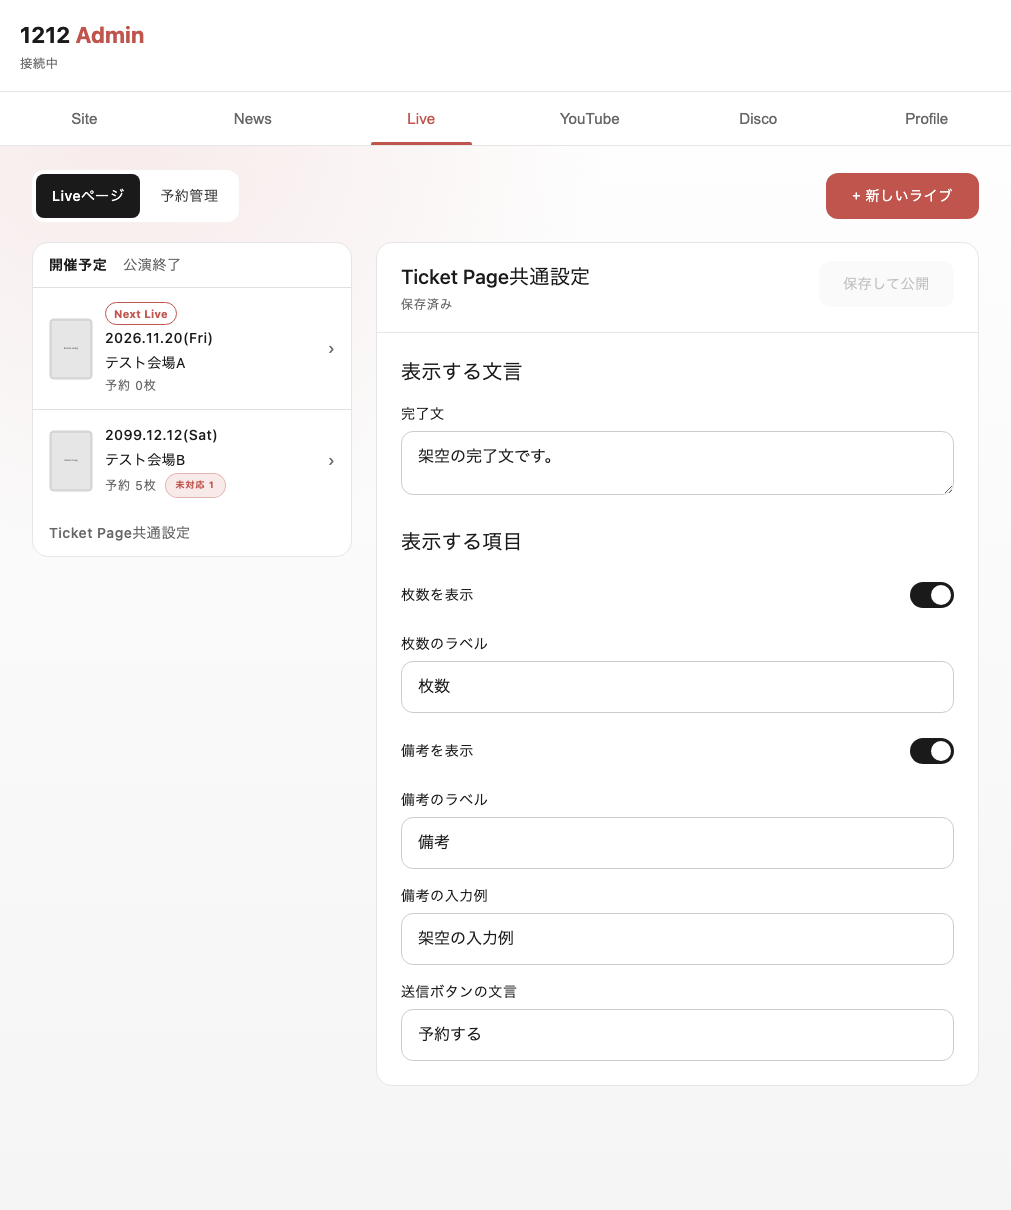 1212 Admin
接続中
Site News Live YouTube Disco Profile
Liveページ 予約管理
+ 新しいライブ
開催予定 公演終了
Next Live
2026.11.20(Fri)
テスト会場A
予約 0枚
›
2099.12.12(Sat)
テスト会場B
予約 5枚 未対応 1
›
Ticket Page共通設定
Ticket Page共通設定
保存済み
保存して公開
表示する文言
完了文
架空の完了文です。
表示する項目
枚数を表示
枚数のラベル
枚数
備考を表示
備考のラベル
備考
備考の入力例
架空の入力例
送信ボタンの文言
予約する